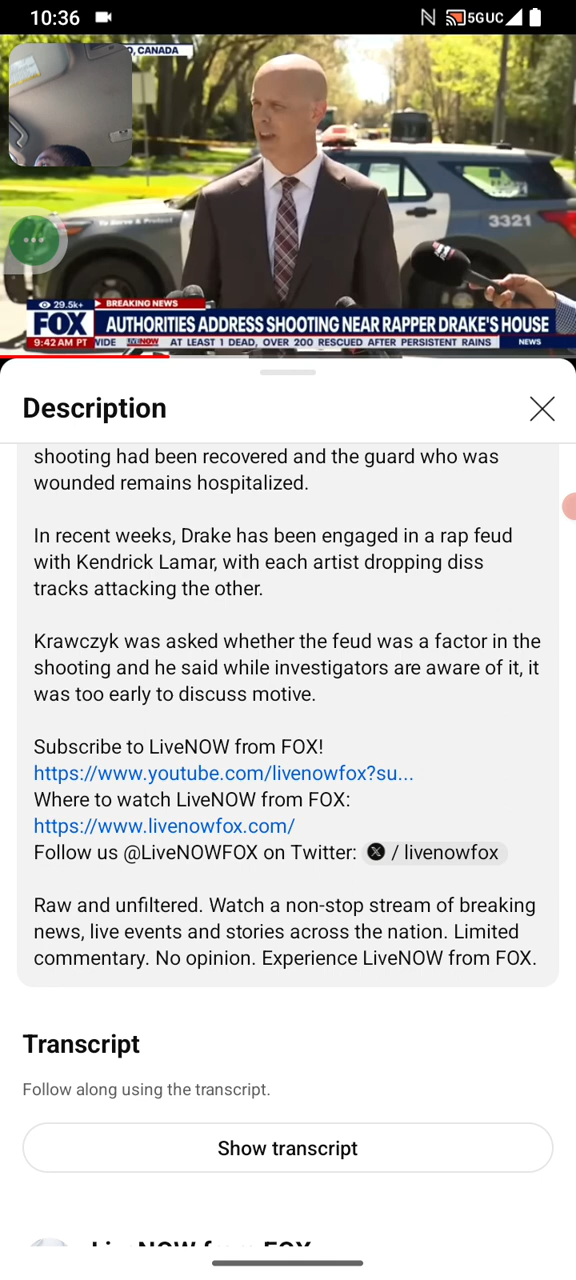 10:36
5GUC
O, CANADA
To Serve & Protect
3321
29.5k+
BREAKING NEWS
FOX
AUTHORITIES ADDRESS SHOOTING NEAR RAPPER DRAKE'S HOUSE
9:42 AM PT
VIDE
LIVENOW
AT LEAST 1 DEAD, OVER 200 RESCUED AFTER PERSISTENT RAINS
NEWS
Description
shooting had been recovered and the guard who was
wounded remains hospitalized.
In recent weeks, Drake has been engaged in a rap feud
with Kendrick Lamar, with each artist dropping diss
tracks attacking the other.
Krawczyk was asked whether the feud was a factor in the
shooting and he said while investigators are aware of it, it
was too early to discuss motive.
Subscribe to LiveNOW from FOX!
https://www.youtube.com/livenowfox?su...
Where to watch LiveNOW from FOX:
https://www.livenowfox.com/
Follow us @LiveNOWFOX on Twitter: X / livenowfox
Raw and unfiltered. Watch a non-stop stream of breaking
news, live events and stories across the nation. Limited
commentary. No opinion. Experience LiveNOW from FOX.
Transcript
Follow along using the transcript.
Show transcript
LiveNOW from FOX